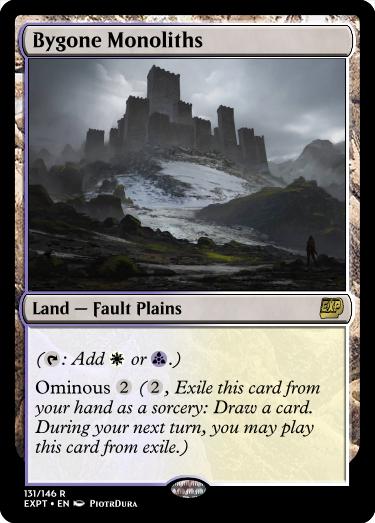 Bygone Monoliths
Land — Fault Plains
EXP
(: Add or .)
Ominous 2 (2, Exile this card from
your hand as a sorcery: Draw a card.
During your next turn, you may play
this card from exile.)
131/146 R
EXPT • EN PiotrDura